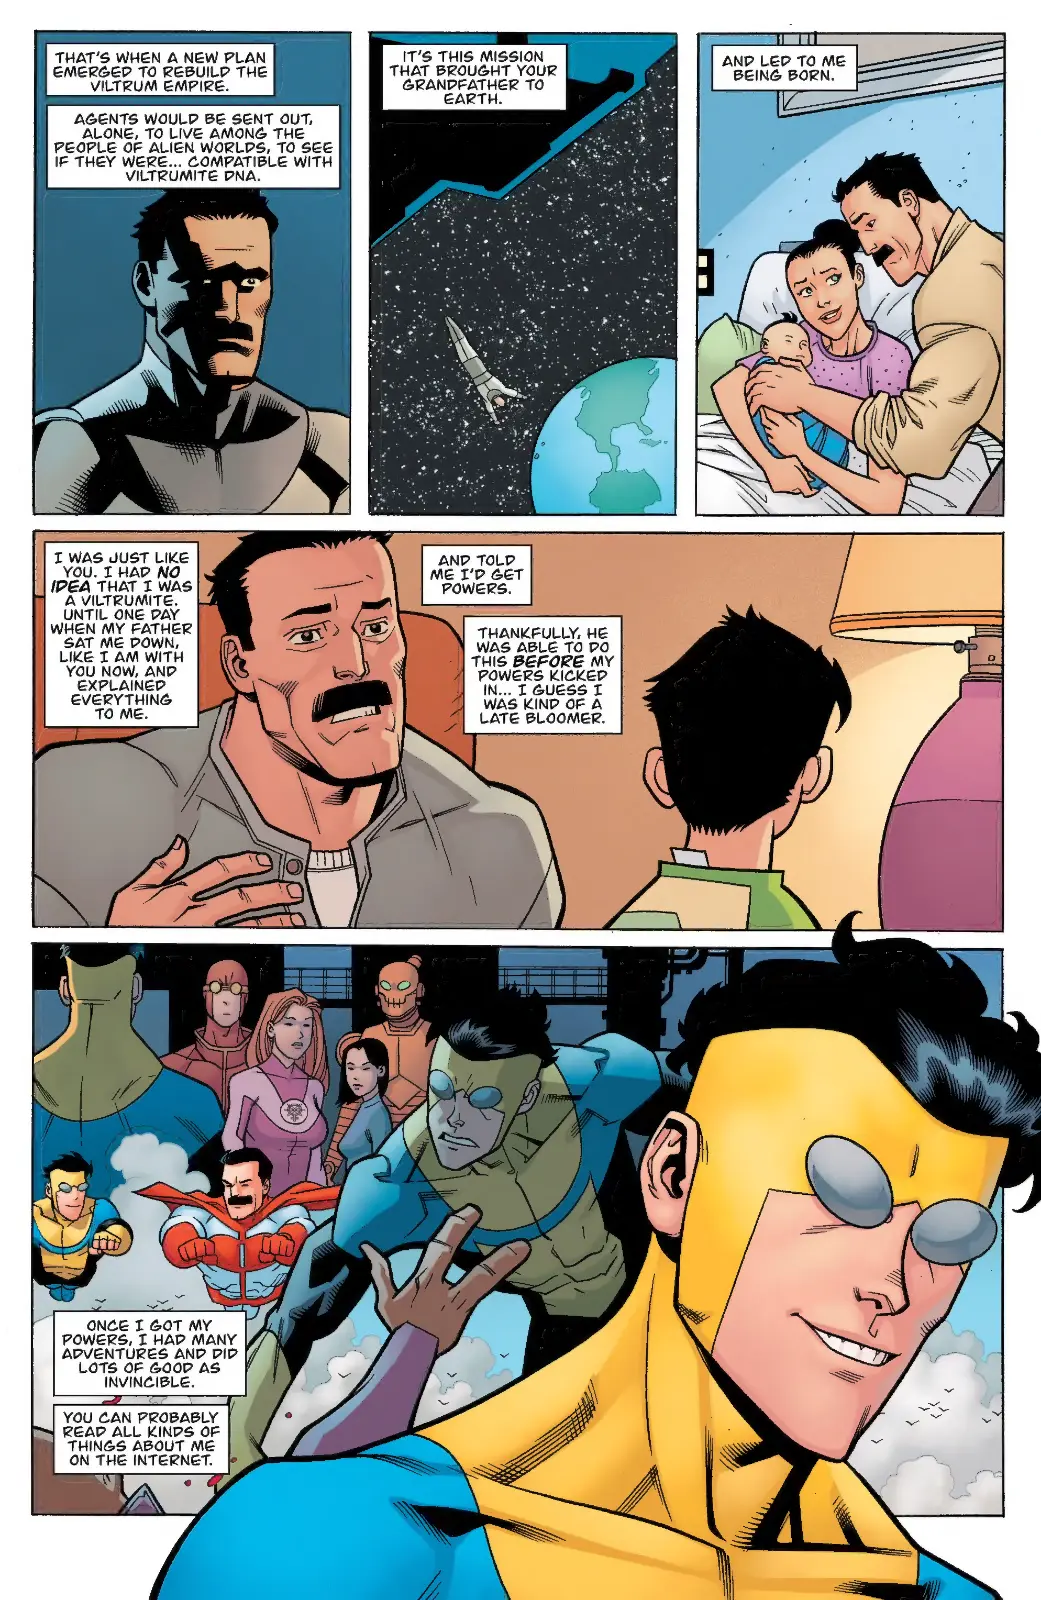 THAT'S WHEN A NEW PLAN
EMERGED TO REBUILD THE
VILTRUM EMPIRE.
AGENTS WOULD BE SENT OUT,
ALONE, TO LIVE AMONG THE
PEOPLE OF ALIEN WORLDS, TO SEE
IF THEY WERE... COMPATIBLE WITH
VILTRUMITE DNA.
IT'S THIS MISSION
THAT BROUGHT YOUR
GRANDFATHER TO
EARTH.
AND LED TO ME
BEING BORN.
I WAS JUST LIKE
YOU. I HAD NO
IDEA THAT I WAS
A VILTRUMITE.
UNTIL ONE DAY
WHEN MY FATHER
SAT ME DOWN,
LIKE I AM WITH
YOU NOW, AND
EXPLAINED
EVERYTHING
TO ME.
AND TOLD
ME I'D GET
POWERS.
THANKFULLY, HE
WAS ABLE TO DO
THIS BEFORE MY
POWERS KICKED
IN... I GUESS I
WAS KIND OF A
LATE BLOOMER.
ONCE I GOT MY
POWERS, I HAD MANY
ADVENTURES AND DID
LOTS OF GOOD AS
INVINCIBLE.
YOU CAN PROBABLY
READ ALL KINDS OF
THINGS ABOUT ME
ON THE INTERNET.